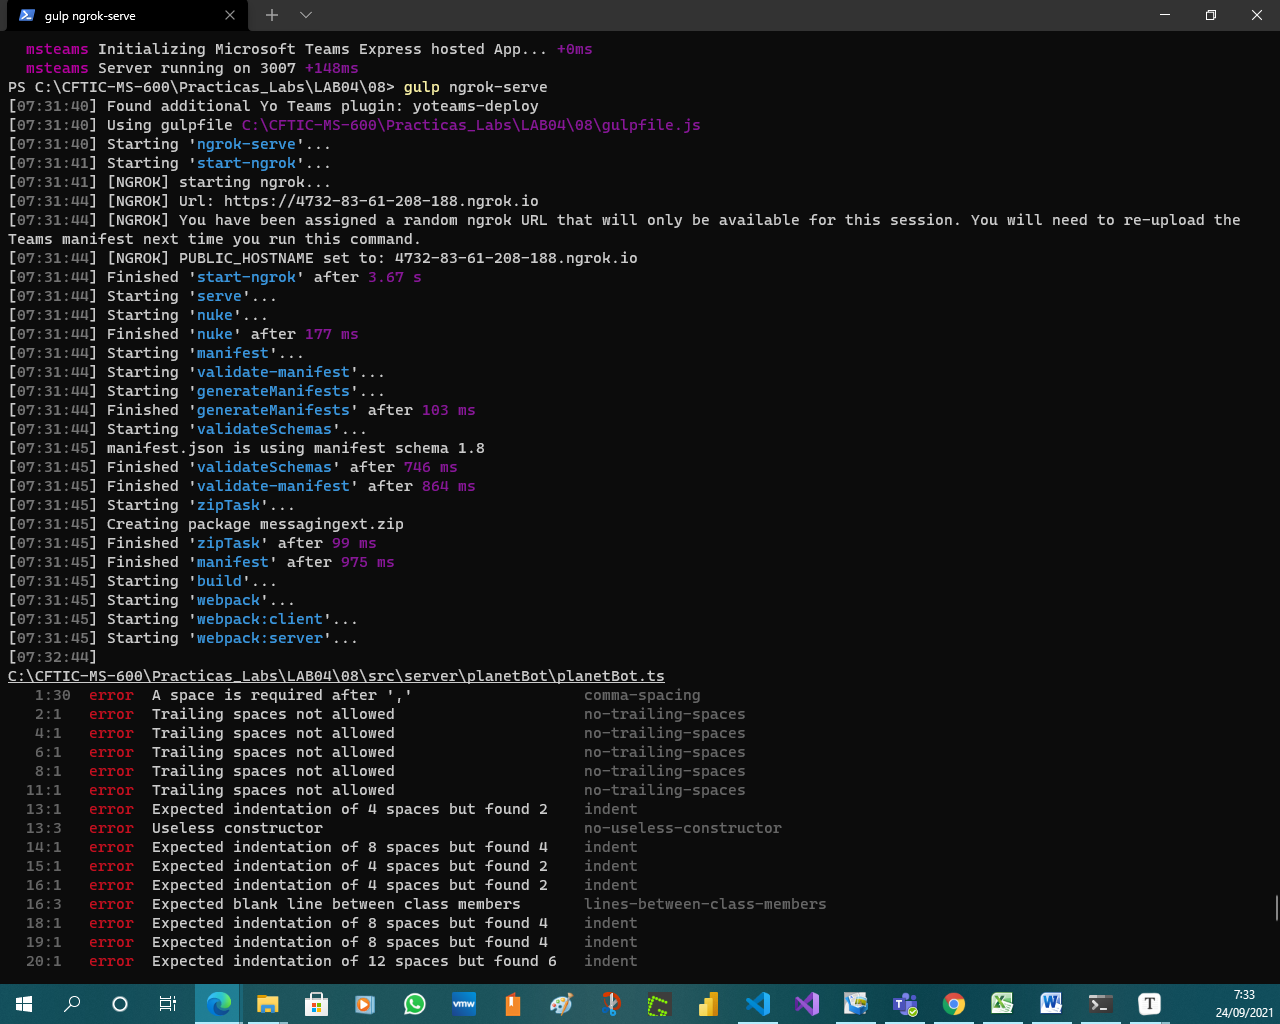 gulp ngrok-serve
msteams Initializing Microsoft Teams Express hosted App... +0ms
msteams Server running on 3007 +148ms
PS C:\CFTIC-MS-600\Practicas_Labs\LAB04\08> gulp ngrok-serve
[07:31:40] Found additional Yo Teams plugin: yoteams-deploy
[07:31:40] Using gulpfile C:\CFTIC-MS-600\Practicas_Labs\LAB04\08\gulpfile.js
[07:31:40] Starting 'ngrok-serve'...
[07:31:41] Starting 'start-ngrok'...
[07:31:41] [NGROK] starting ngrok...
[07:31:44] [NGROK] Url: https://4732-83-61-208-188.ngrok.io
[07:31:44] [NGROK] You have been assigned a random ngrok URL that will only be available for this session. You will need to re-upload the
Teams manifest next time you run this command.
[07:31:44] [NGROK] PUBLIC_HOSTNAME set to: 4732-83-61-208-188.ngrok.io
[07:31:44] Finished 'start-ngrok' after 3.67 s
[07:31:44] Starting 'serve'...
[07:31:44] Starting 'nuke'...
[07:31:44] Finished 'nuke' after 177 ms
[07:31:44] Starting 'manifest'...
[07:31:44] Starting 'validate-manifest'...
[07:31:44] Starting 'generateManifests'...
[07:31:44] Finished 'generateManifests' after 103 ms
[07:31:44] Starting 'validateSchemas'...
[07:31:45] manifest.json is using manifest schema 1.8
[07:31:45] Finished 'validateSchemas' after 746 ms
[07:31:45] Finished 'validate-manifest' after 864 ms
[07:31:45] Starting 'zipTask'...
[07:31:45] Creating package messagingext.zip
[07:31:45] Finished 'zipTask' after 99 ms
[07:31:45] Finished 'manifest' after 975 ms
[07:31:45] Starting 'build'...
[07:31:45] Starting 'webpack'...
[07:31:45] Starting 'webpack:client'...
[07:31:45] Starting 'webpack:server'...
[07:32:44]
C:\CFTIC-MS-600\Practicas_Labs\LAB04\08\src\server\planetBot\planetBot.ts
1:30 error A space is required after ',' comma-spacing
2:1 error Trailing spaces not allowed no-trailing-spaces
4:1 error Trailing spaces not allowed no-trailing-spaces
6:1 error Trailing spaces not allowed no-trailing-spaces
8:1 error Trailing spaces not allowed no-trailing-spaces
11:1 error Trailing spaces not allowed no-trailing-spaces
13:1 error Expected indentation of 4 spaces but found 2 indent
13:3 error Useless constructor no-useless-constructor
14:1 error Expected indentation of 8 spaces but found 4 indent
15:1 error Expected indentation of 4 spaces but found 2 indent
16:1 error Expected indentation of 4 spaces but found 2 indent
16:3 error Expected blank line between class members lines-between-class-members
18:1 error Expected indentation of 8 spaces but found 4 indent
19:1 error Expected indentation of 8 spaces but found 4 indent
20:1 error Expected indentation of 12 spaces but found 6 indent
vmw
T
7:33
24/09/2021